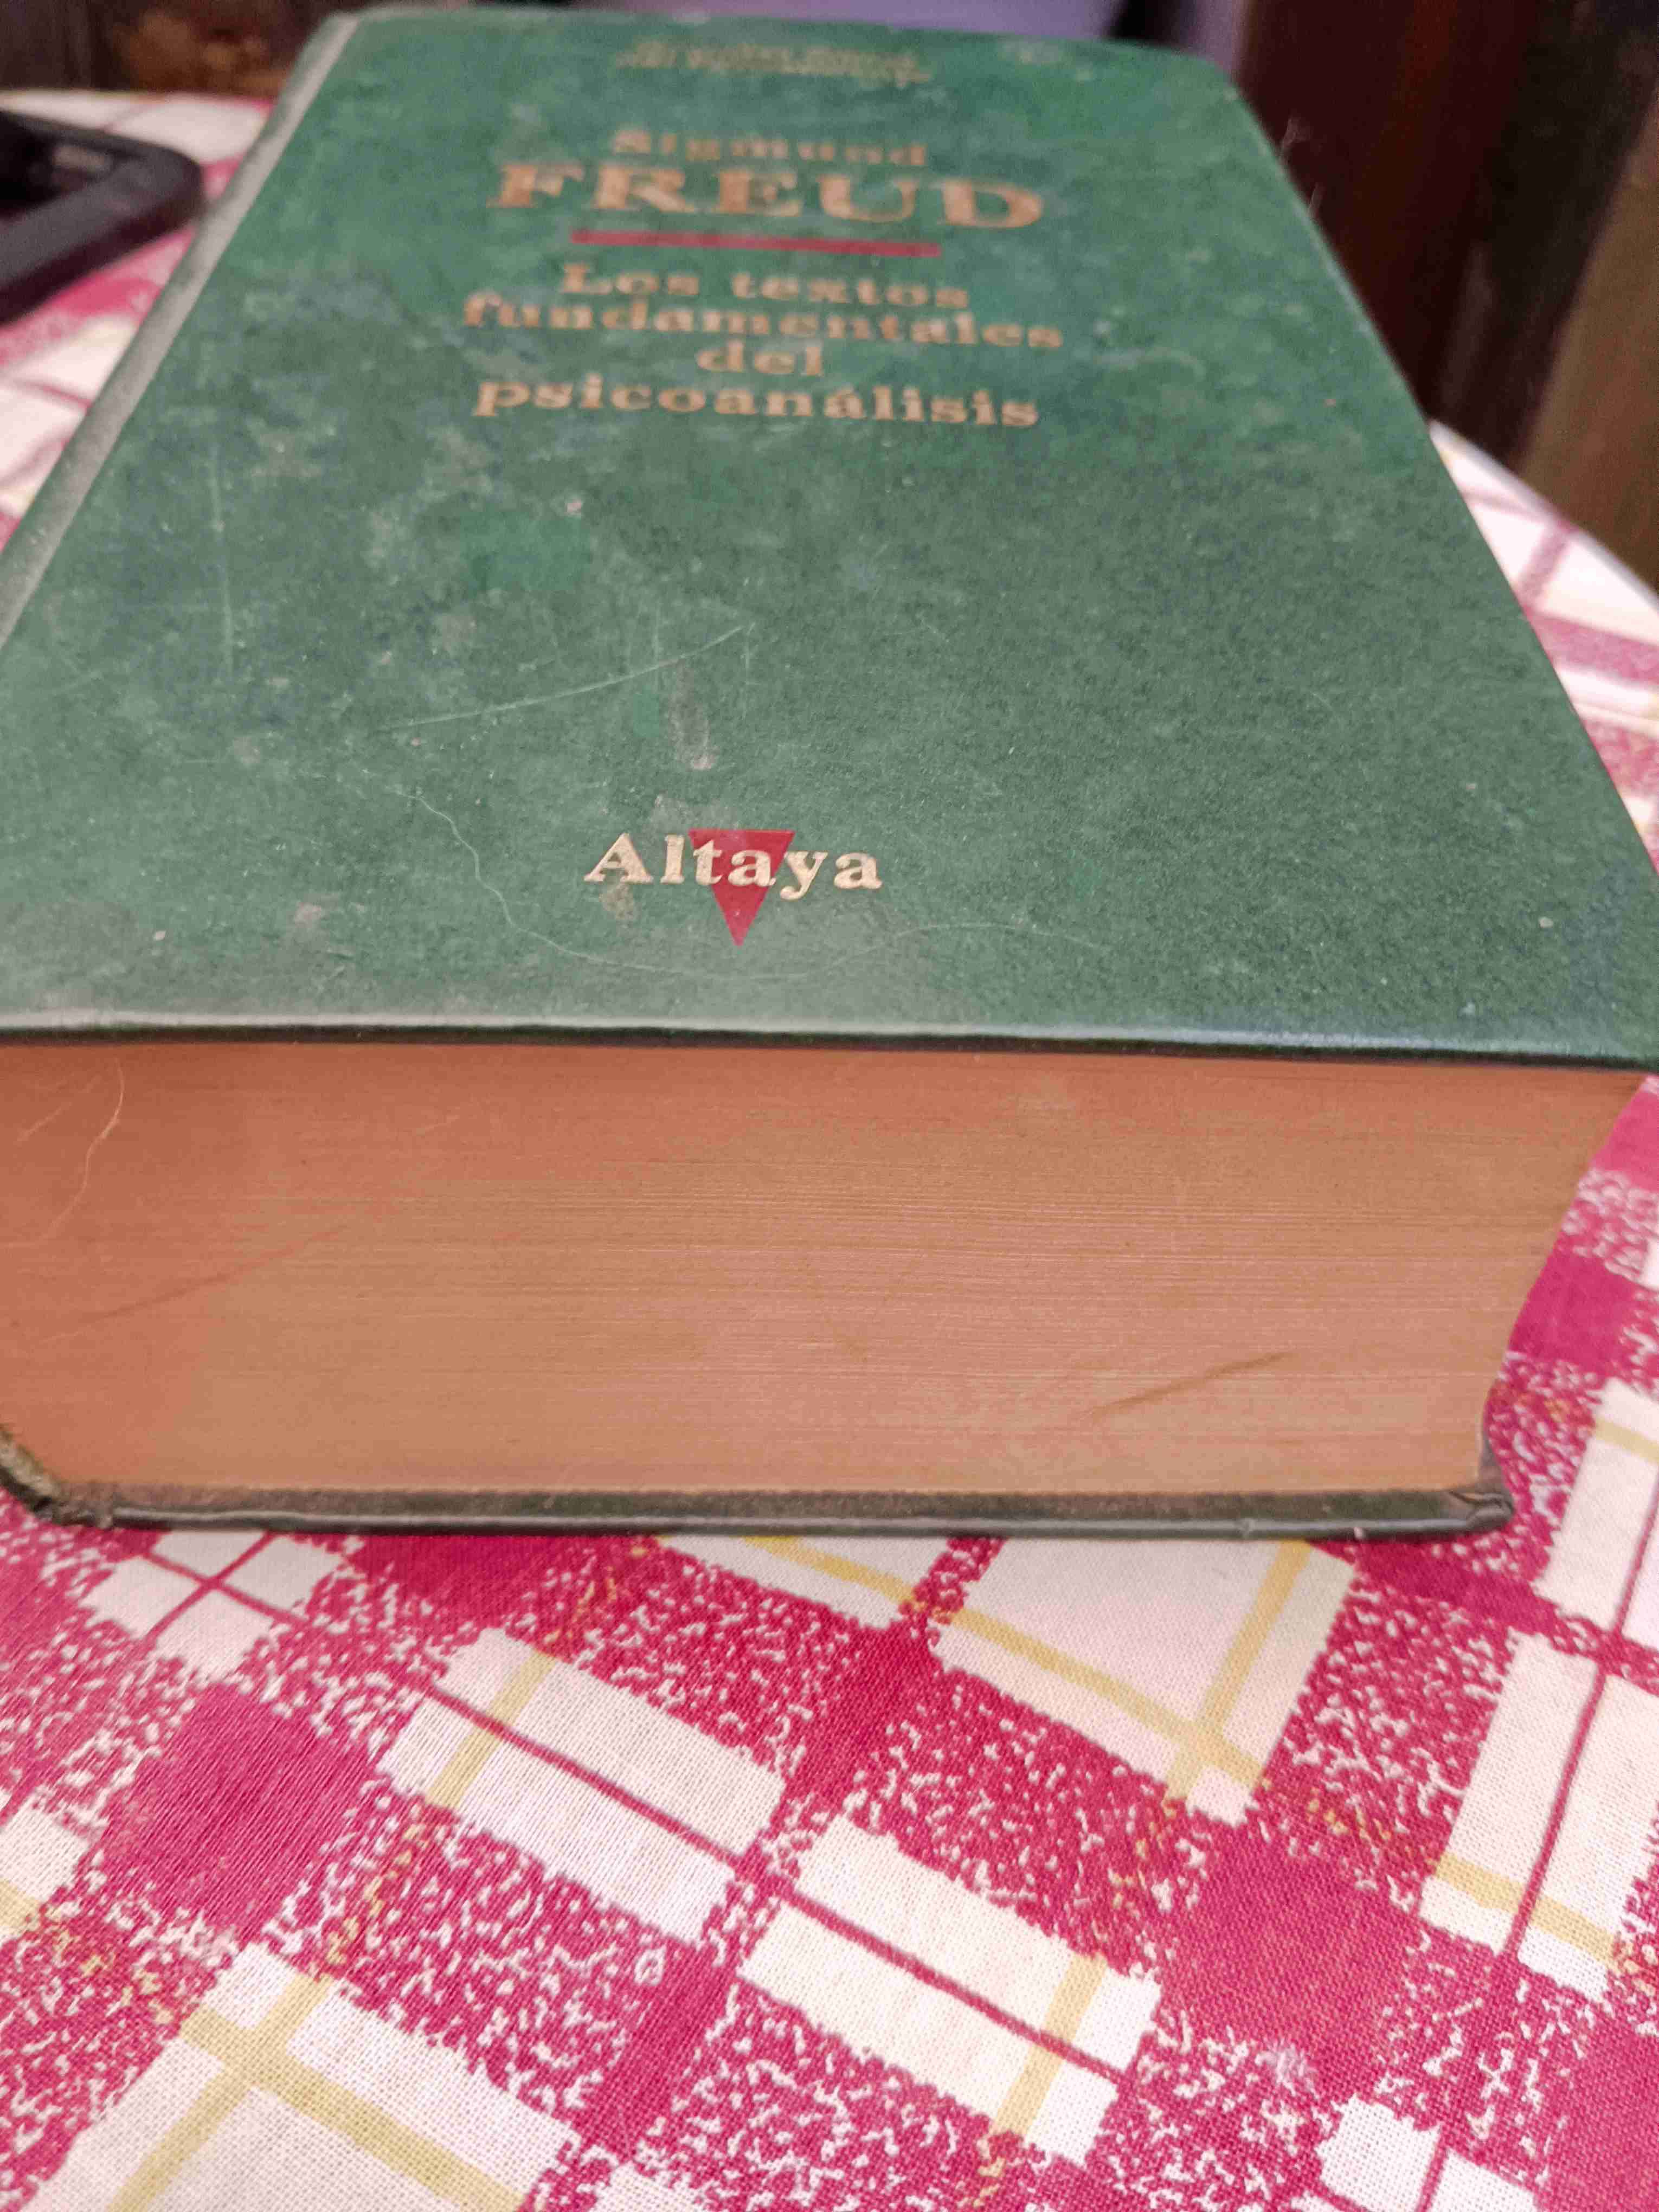 Sigmund
FREUD
Los textos
fundamentales
del
psicoanálisis
Altaya